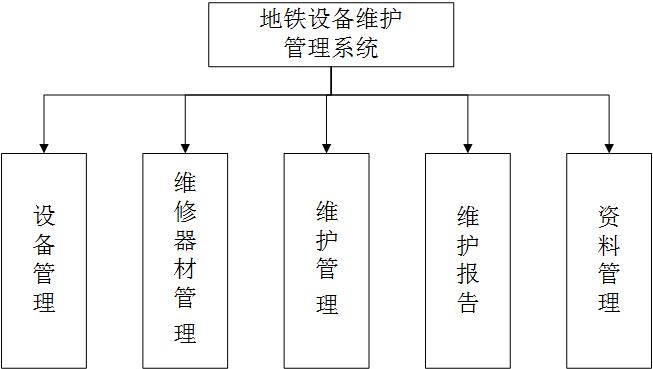 地铁设备维护
管理系统
设备管理
维修器材管理
维护管理
维护报告
资料管理